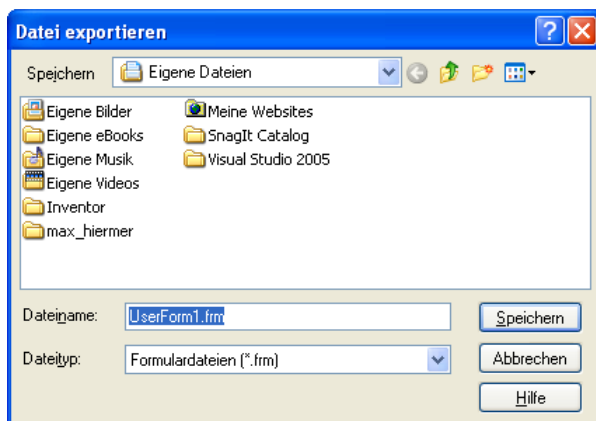 Datei exportieren
Speichern Eigene Dateien
Eigene Bilder
Eigene eBooks
Eigene Musik
Eigene Videos
Inventor
max_hiermer
Meine Websites
SnagIt Catalog
Visual Studio 2005
Dateiname: UserForm1.frm Speichern
Dateityp: Formulardateien (*.frm) Abbrechen
Hilfe